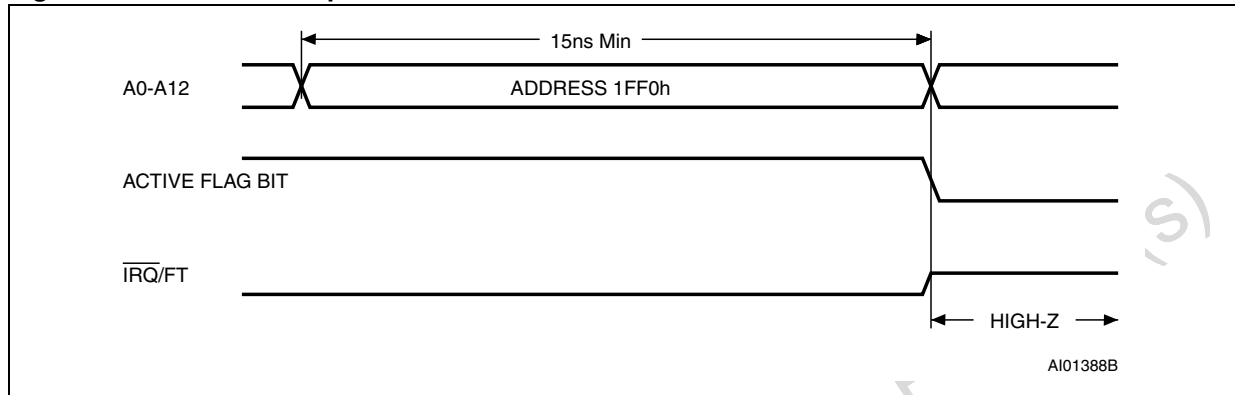 15ns Min
A0-A12
ADDRESS 1FF0h
ACTIVE FLAG BIT
IRQ/FT
HIGH-Z
AI01388B
(s)